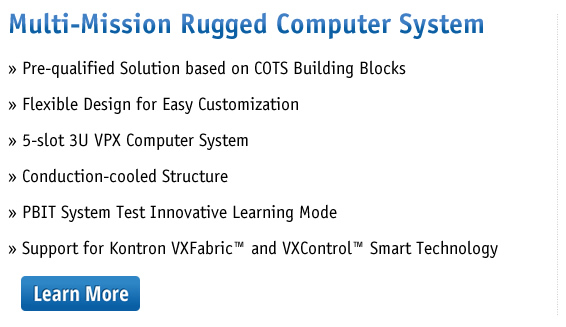 Multi-Mission Rugged Computer System
» Pre-qualified Solution based on COTS Building Blocks
» Flexible Design for Easy Customization
» 5-slot 3U VPX Computer System
» Conduction-cooled Structure
» PBIT System Test Innovative Learning Mode
» Support for Kontron VXFabric™ and VXControl™ Smart Technology
Learn More